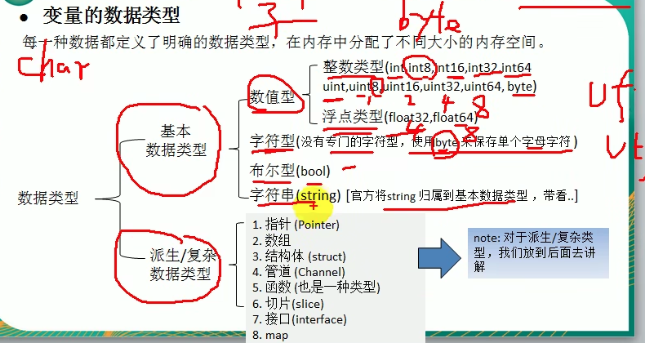 • 变量的数据类型
每一种数据都定义了明确的数据类型，在内存中分配了不同大小的内存空间。
byte
char
整数类型(int,int8,int16,int32,int64
uint,uint8,uint16,uint32,uint64,byte)
1 2 4 8
浮点类型(float32,float64)
4 8
数值型
基本
数据类型
字符型(没有专门的字符型，使用byte来保存单个字母字符)
布尔型(bool)
字符串(string) [官方将string 归属到基本数据类型，带看..]
数据类型
派生/复杂
数据类型
1. 指针 (Pointer)
2. 数组
3. 结构体 (struct)
4. 管道 (Channel)
5. 函数 (也是一种类型)
6. 切片(slice)
7. 接口(interface)
8. map
note: 对于派生/复杂类
型，我们放到后面去讲
解